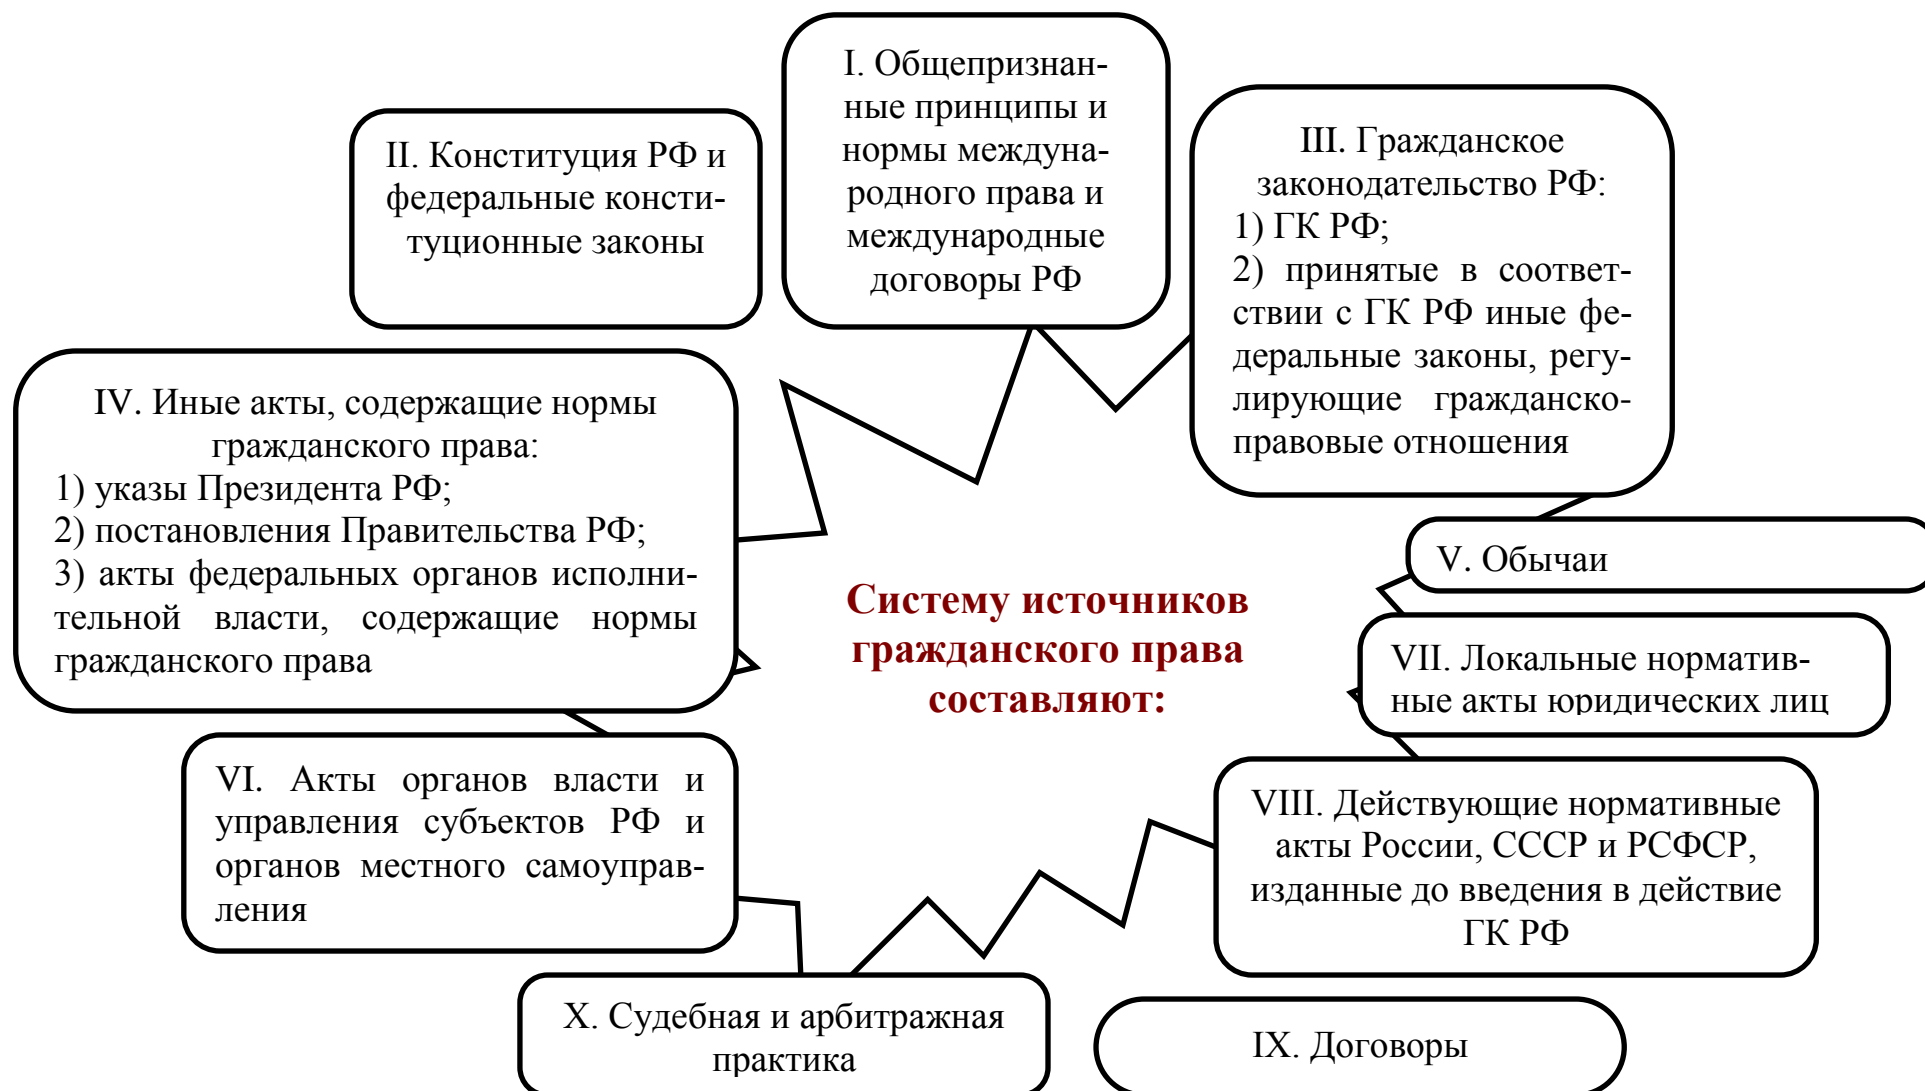 I. Общепризнан-
ные принципы и
нормы междуна-
родного права и
международные
договоры РФ
II. Конституция РФ и
федеральные консти-
туционные законы
III. Гражданское
законодательство РФ:
1) ГК РФ;
2) принятые в соответ-
ствии с ГК РФ иные фе-
деральные законы, регу-
лирующие гражданско-
правовые отношения
IV. Иные акты, содержащие нормы
гражданского права:
1) указы Президента РФ;
2) постановления Правительства РФ;
3) акты федеральных органов исполни-
тельной власти, содержащие нормы
гражданского права
V. Обычаи
Систему источников
гражданского права
составляют:
VII. Локальные норматив-
ные акты юридических лиц
VI. Акты органов власти и
управления субъектов РФ и
органов местного самоуправ-
ления
VIII. Действующие нормативные
акты России, СССР и РСФСР,
изданные до введения в действие
ГК РФ
X. Судебная и арбитражная
практика
IX. Договоры